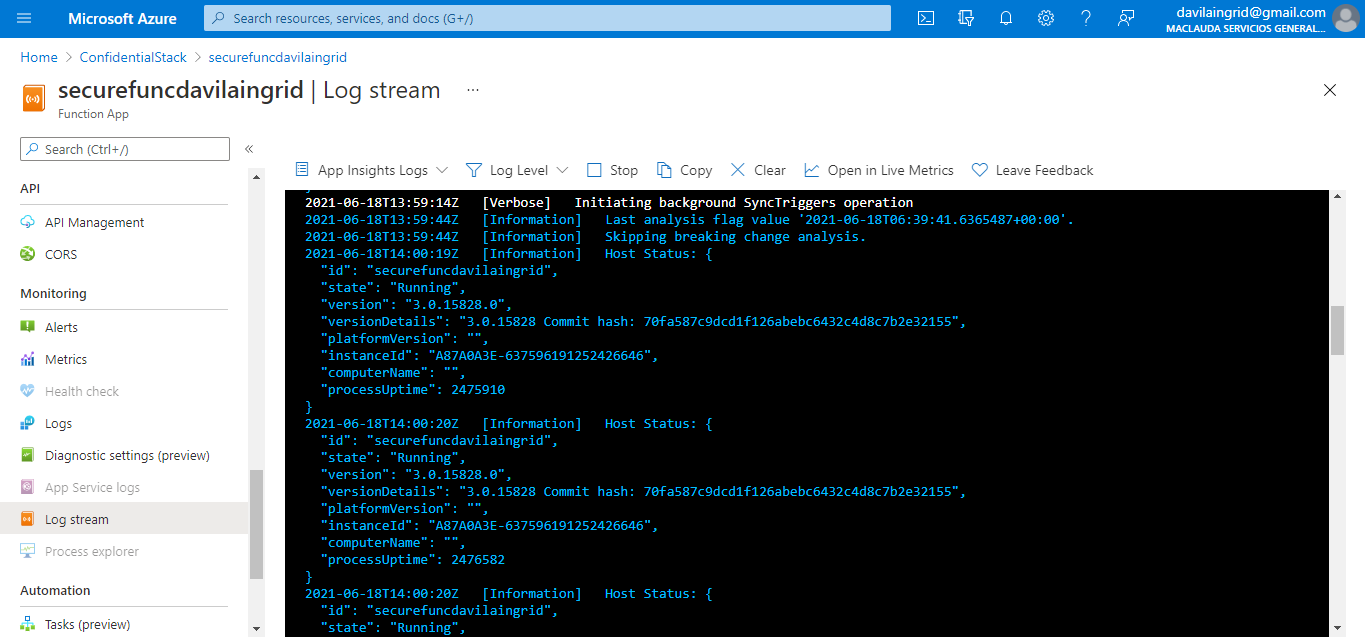 Microsoft Azure
Search resources, services, and docs (G+/)
davilaingrid@gmail.com
MACLAUDA SERVICIOS GENERAL...
Home > ConfidentialStack > securefuncdavilaingrid
securefuncdavilaingrid | Log stream ...
Function App
Search (Ctrl+/)
«
API
API Management
CORS
Monitoring
Alerts
Metrics
Health check
Logs
Diagnostic settings (preview)
App Service logs
Log stream
Process explorer
Automation
Tasks (preview)
App Insights Logs Log Level Stop Copy Clear Open in Live Metrics Leave Feedback
}
2021-06-18T13:59:14Z [Verbose] Initiating background SyncTriggers operation
2021-06-18T13:59:44Z [Information] Last analysis flag value '2021-06-18T06:39:41.6365487+00:00'.
2021-06-18T13:59:44Z [Information] Skipping breaking change analysis.
2021-06-18T14:00:19Z [Information] Host Status: {
"id": "securefuncdavilaingrid",
"state": "Running",
"version": "3.0.15828.0",
"versionDetails": "3.0.15828 Commit hash: 70fa587c9dcd1f126abebc6432c4d8c7b2e32155",
"platformVersion": "",
"instanceId": "A87A0A3E-637596191252426646",
"computerName": "",
"processUptime": 2475910
}
2021-06-18T14:00:20Z [Information] Host Status: {
"id": "securefuncdavilaingrid",
"state": "Running",
"version": "3.0.15828.0",
"versionDetails": "3.0.15828 Commit hash: 70fa587c9dcd1f126abebc6432c4d8c7b2e32155",
"platformVersion": "",
"instanceId": "A87A0A3E-637596191252426646",
"computerName": "",
"processUptime": 2476582
}
2021-06-18T14:00:20Z [Information] Host Status: {
"id": "securefuncdavilaingrid",
"state": "Running",